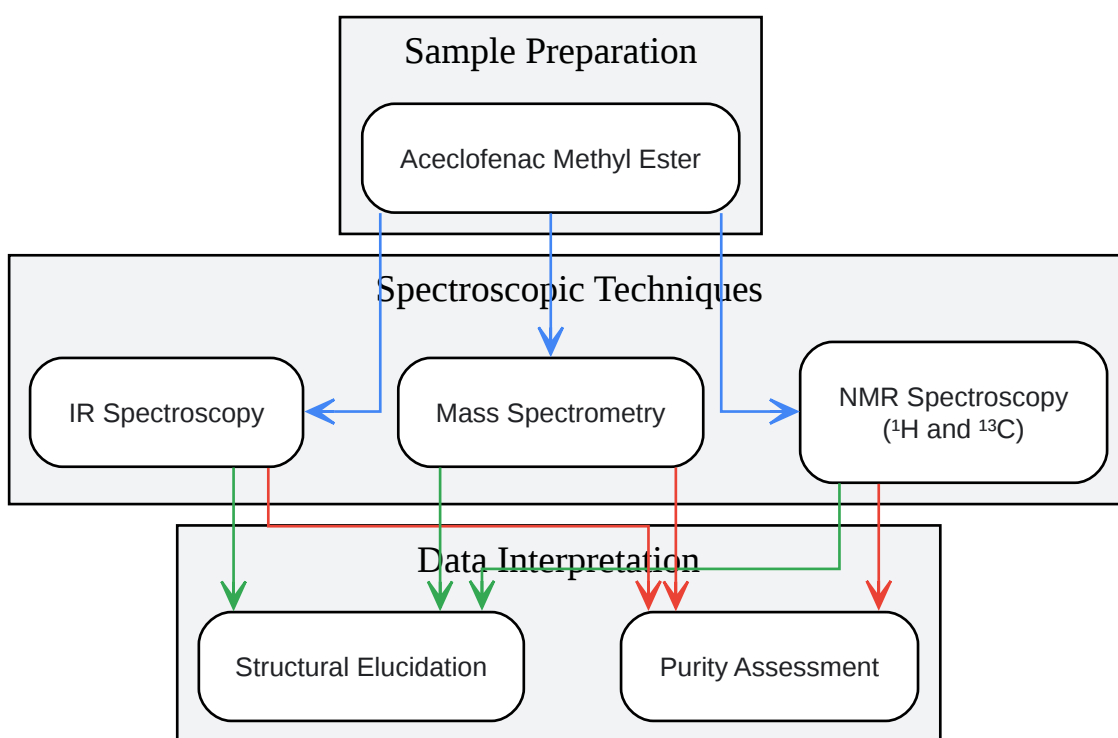 Sample Preparation
Aceclofenac Methyl Ester
Spectroscopic Techniques
IR Spectroscopy
Mass Spectrometry
NMR Spectroscopy
(¹H and ¹³C)
Data Interpretation
Structural Elucidation
Purity Assessment